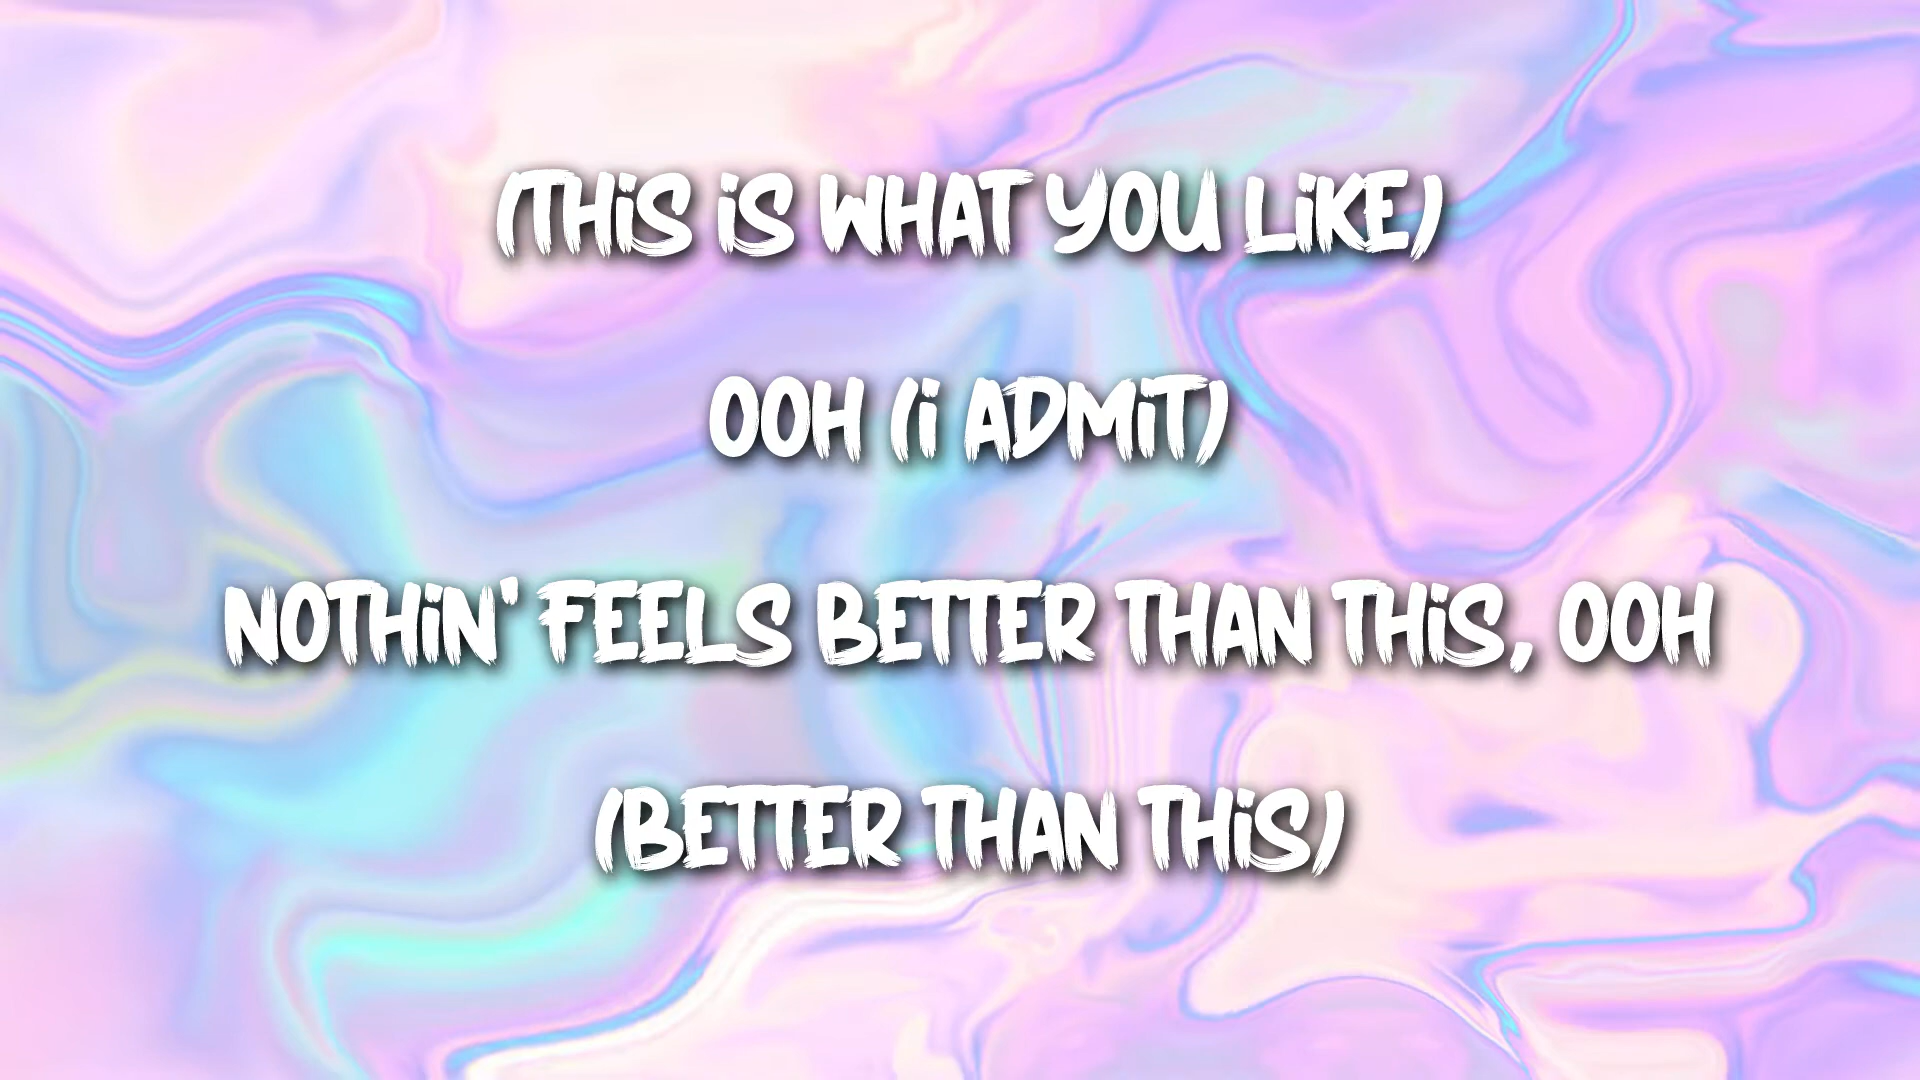 (THiS iS WHAT YOU LiKE)
OOH (i ADMiT)
NOTHiN' FEELS BETTER THAN THiS, OOH
(BETTER THAN THiS)